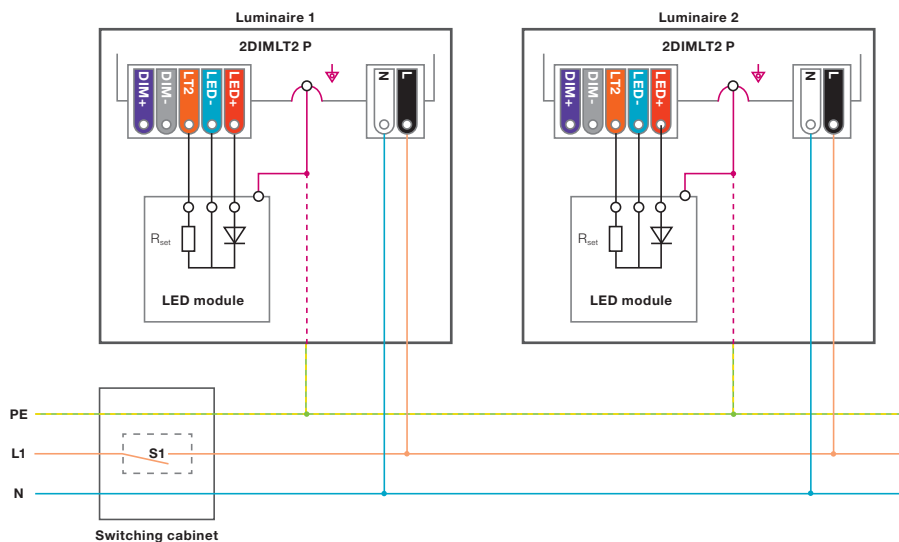 Luminaire 1
2DIMLT2 P
DIM+
DIM-
LT2
LED-
LED+
N
L
Rset
LED module
Luminaire 2
2DIMLT2 P
DIM+
DIM-
LT2
LED-
LED+
N
L
Rset
LED module
PE
L1
S1
N
Switching cabinet